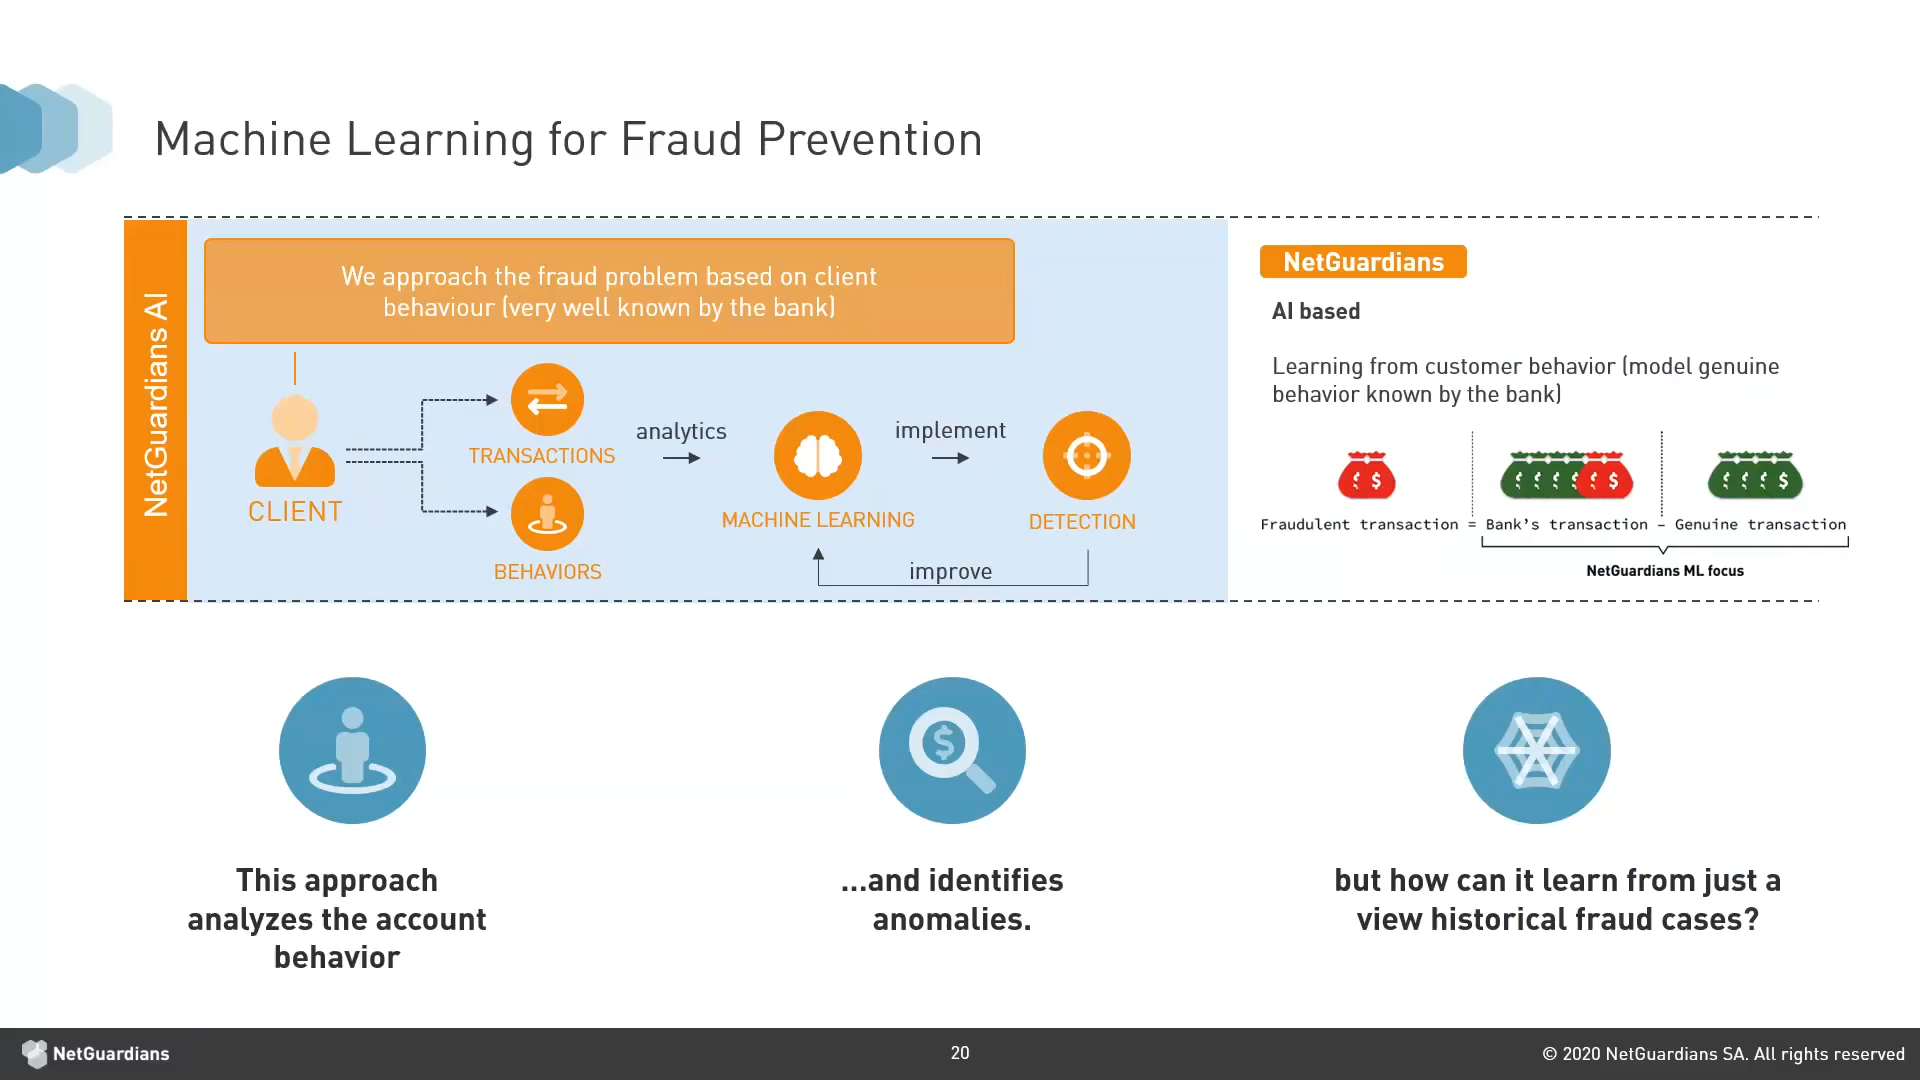 Machine Learning for Fraud Prevention
NetGuardians AI
We approach the fraud problem based on client
behaviour (very well known by the bank)
CLIENT
TRANSACTIONS
BEHAVIORS
analytics
MACHINE LEARNING
implement
DETECTION
improve
NetGuardians
AI based
Learning from customer behavior (model genuine
behavior known by the bank)
Fraudulent transaction = Bank's transaction - Genuine transaction
NetGuardians ML focus
This approach
analyzes the account
behavior
...and identifies
anomalies.
but how can it learn from just a
view historical fraud cases?
NetGuardians
20
© 2020 NetGuardians SA. All rights reserved